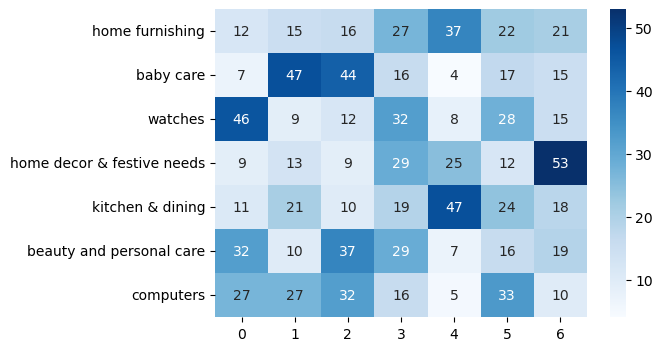 home furnishing 12 15 16 27 37 22 21
baby care 7 47 44 16 4 17 15
watches 46 9 12 32 8 28 15
home decor & festive needs 9 13 9 29 25 12 53
kitchen & dining 11 21 10 19 47 24 18
beauty and personal care 32 10 37 29 7 16 19
computers 27 27 32 16 5 33 10
0 1 2 3 4 5 6
50
40
30
20
10